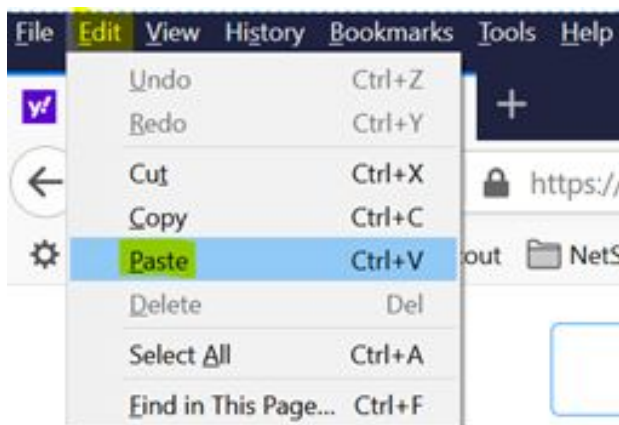 File Edit View History Bookmarks Tools Help
Undo Ctrl+Z
y!
Redo Ctrl+Y
Cut Ctrl+X
https://
Copy Ctrl+C
Paste Ctrl+V
out NetS
Delete Del
Select All Ctrl+A
Find in This Page... Ctrl+F